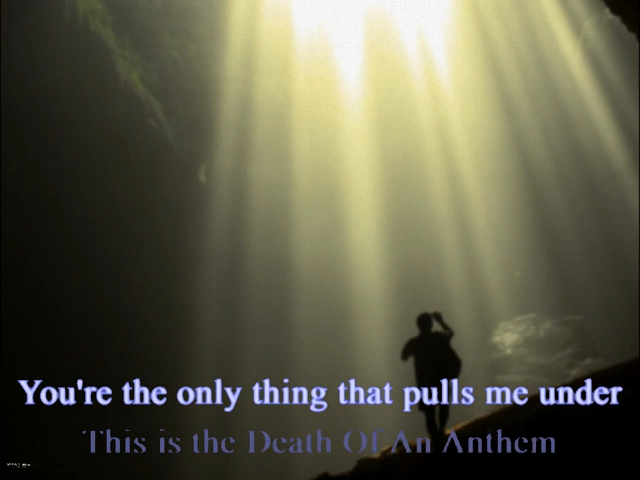 You're the only thing that pulls me under
This is the Death Of An Anthem